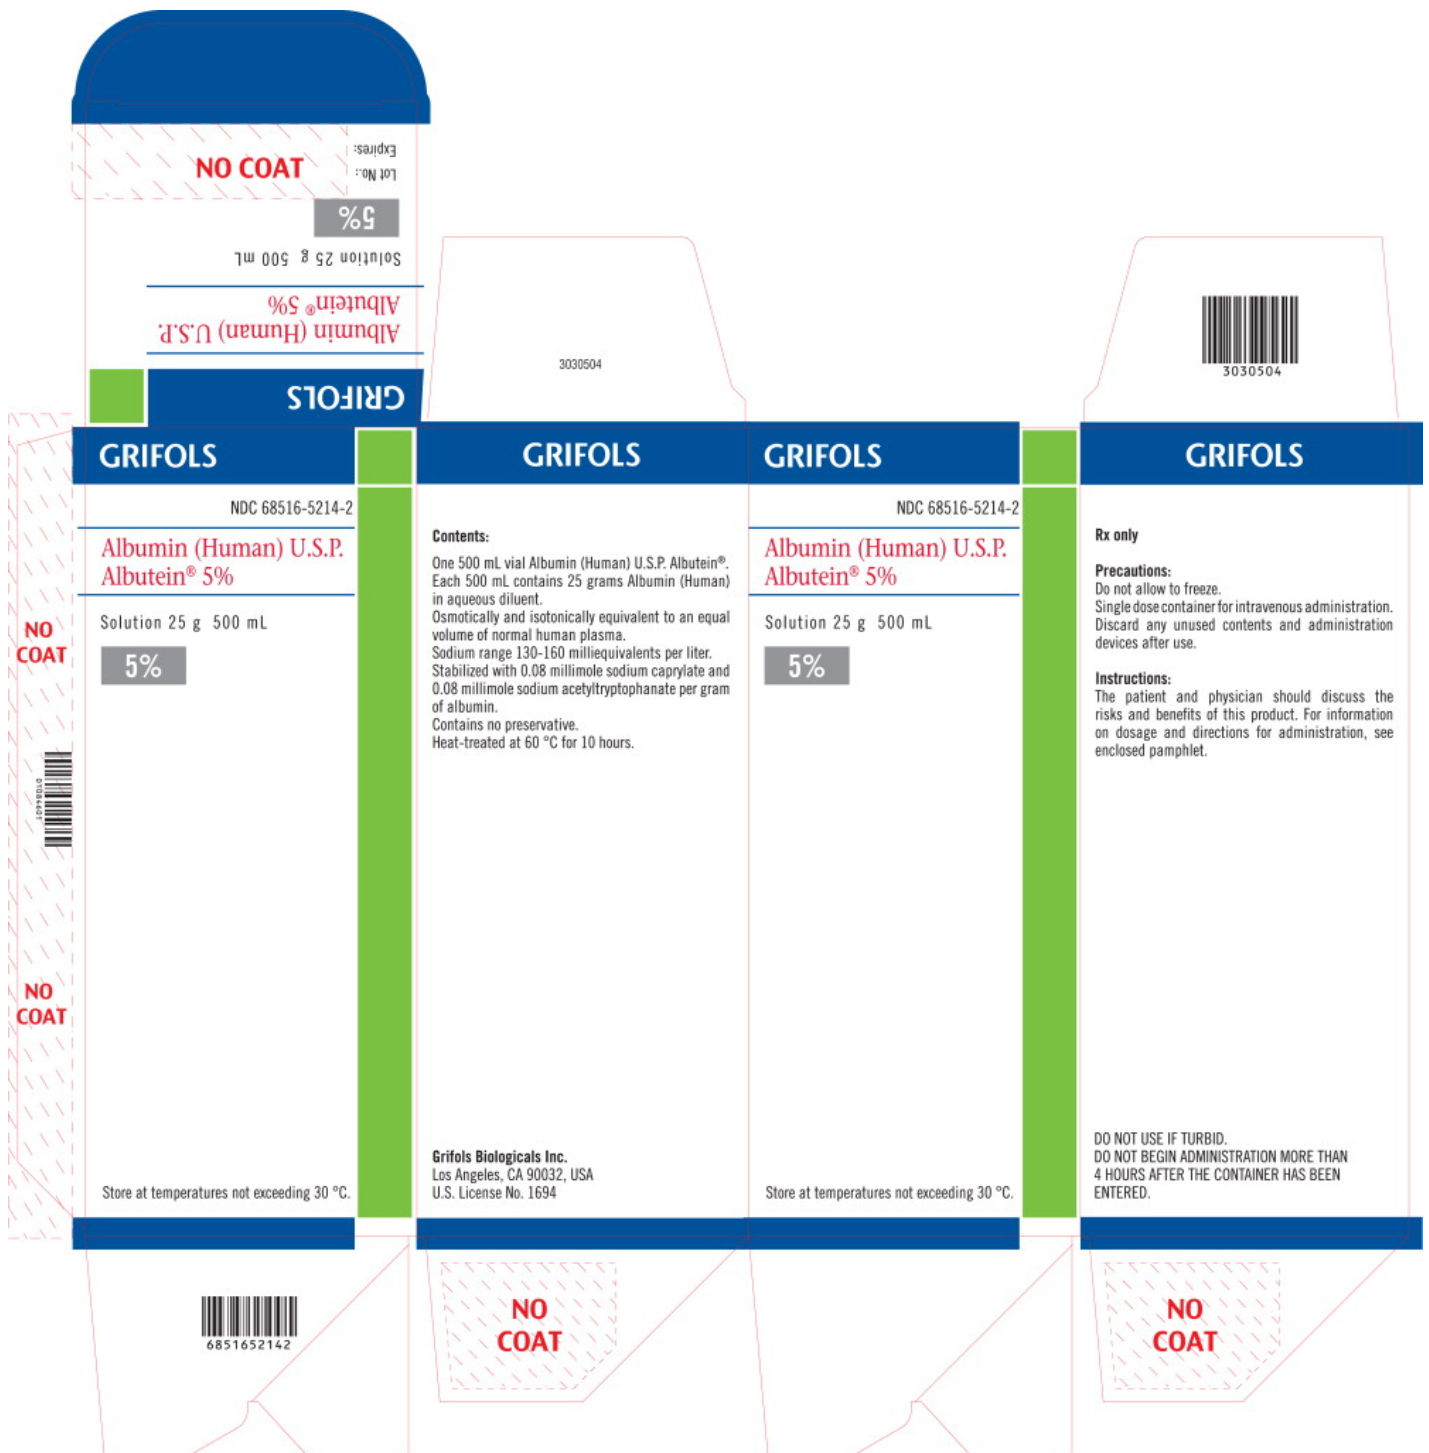 NO COAT
Expires:
Lot No.:
5%
Solution 25 g 500 mL
Albumin (Human) U.S.P.
Albutein® 5%
GRIFOLS
3030504
3030504
GRIFOLS
NDC 68516-5214-2
Albumin (Human) U.S.P.
Albutein® 5%
Solution 25 g 500 mL
5%
Store at temperatures not exceeding 30 °C.
NO
COAT
01084601
NO
COAT
GRIFOLS
Contents:
One 500 mL vial Albumin (Human) U.S.P. Albutein®.
Each 500 mL contains 25 grams Albumin (Human)
in aqueous diluent.
Osmotically and isotonically equivalent to an equal
volume of normal human plasma.
Sodium range 130-160 milliequivalents per liter.
Stabilized with 0.08 millimole sodium caprylate and
0.08 millimole sodium acetyltryptophanate per gram
of albumin.
Contains no preservative.
Heat-treated at 60 °C for 10 hours.
Grifols Biologicals Inc.
Los Angeles, CA 90032, USA
U.S. License No. 1694
GRIFOLS
NDC 68516-5214-2
Albumin (Human) U.S.P.
Albutein® 5%
Solution 25 g 500 mL
5%
Store at temperatures not exceeding 30 °C.
GRIFOLS
Rx only
Precautions:
Do not allow to freeze.
Single dose container for intravenous administration.
Discard any unused contents and administration
devices after use.
Instructions:
The patient and physician should discuss the
risks and benefits of this product. For information
on dosage and directions for administration, see
enclosed pamphlet.
DO NOT USE IF TURBID.
DO NOT BEGIN ADMINISTRATION MORE THAN
4 HOURS AFTER THE CONTAINER HAS BEEN
ENTERED.
6851652142
NO
COAT
NO
COAT